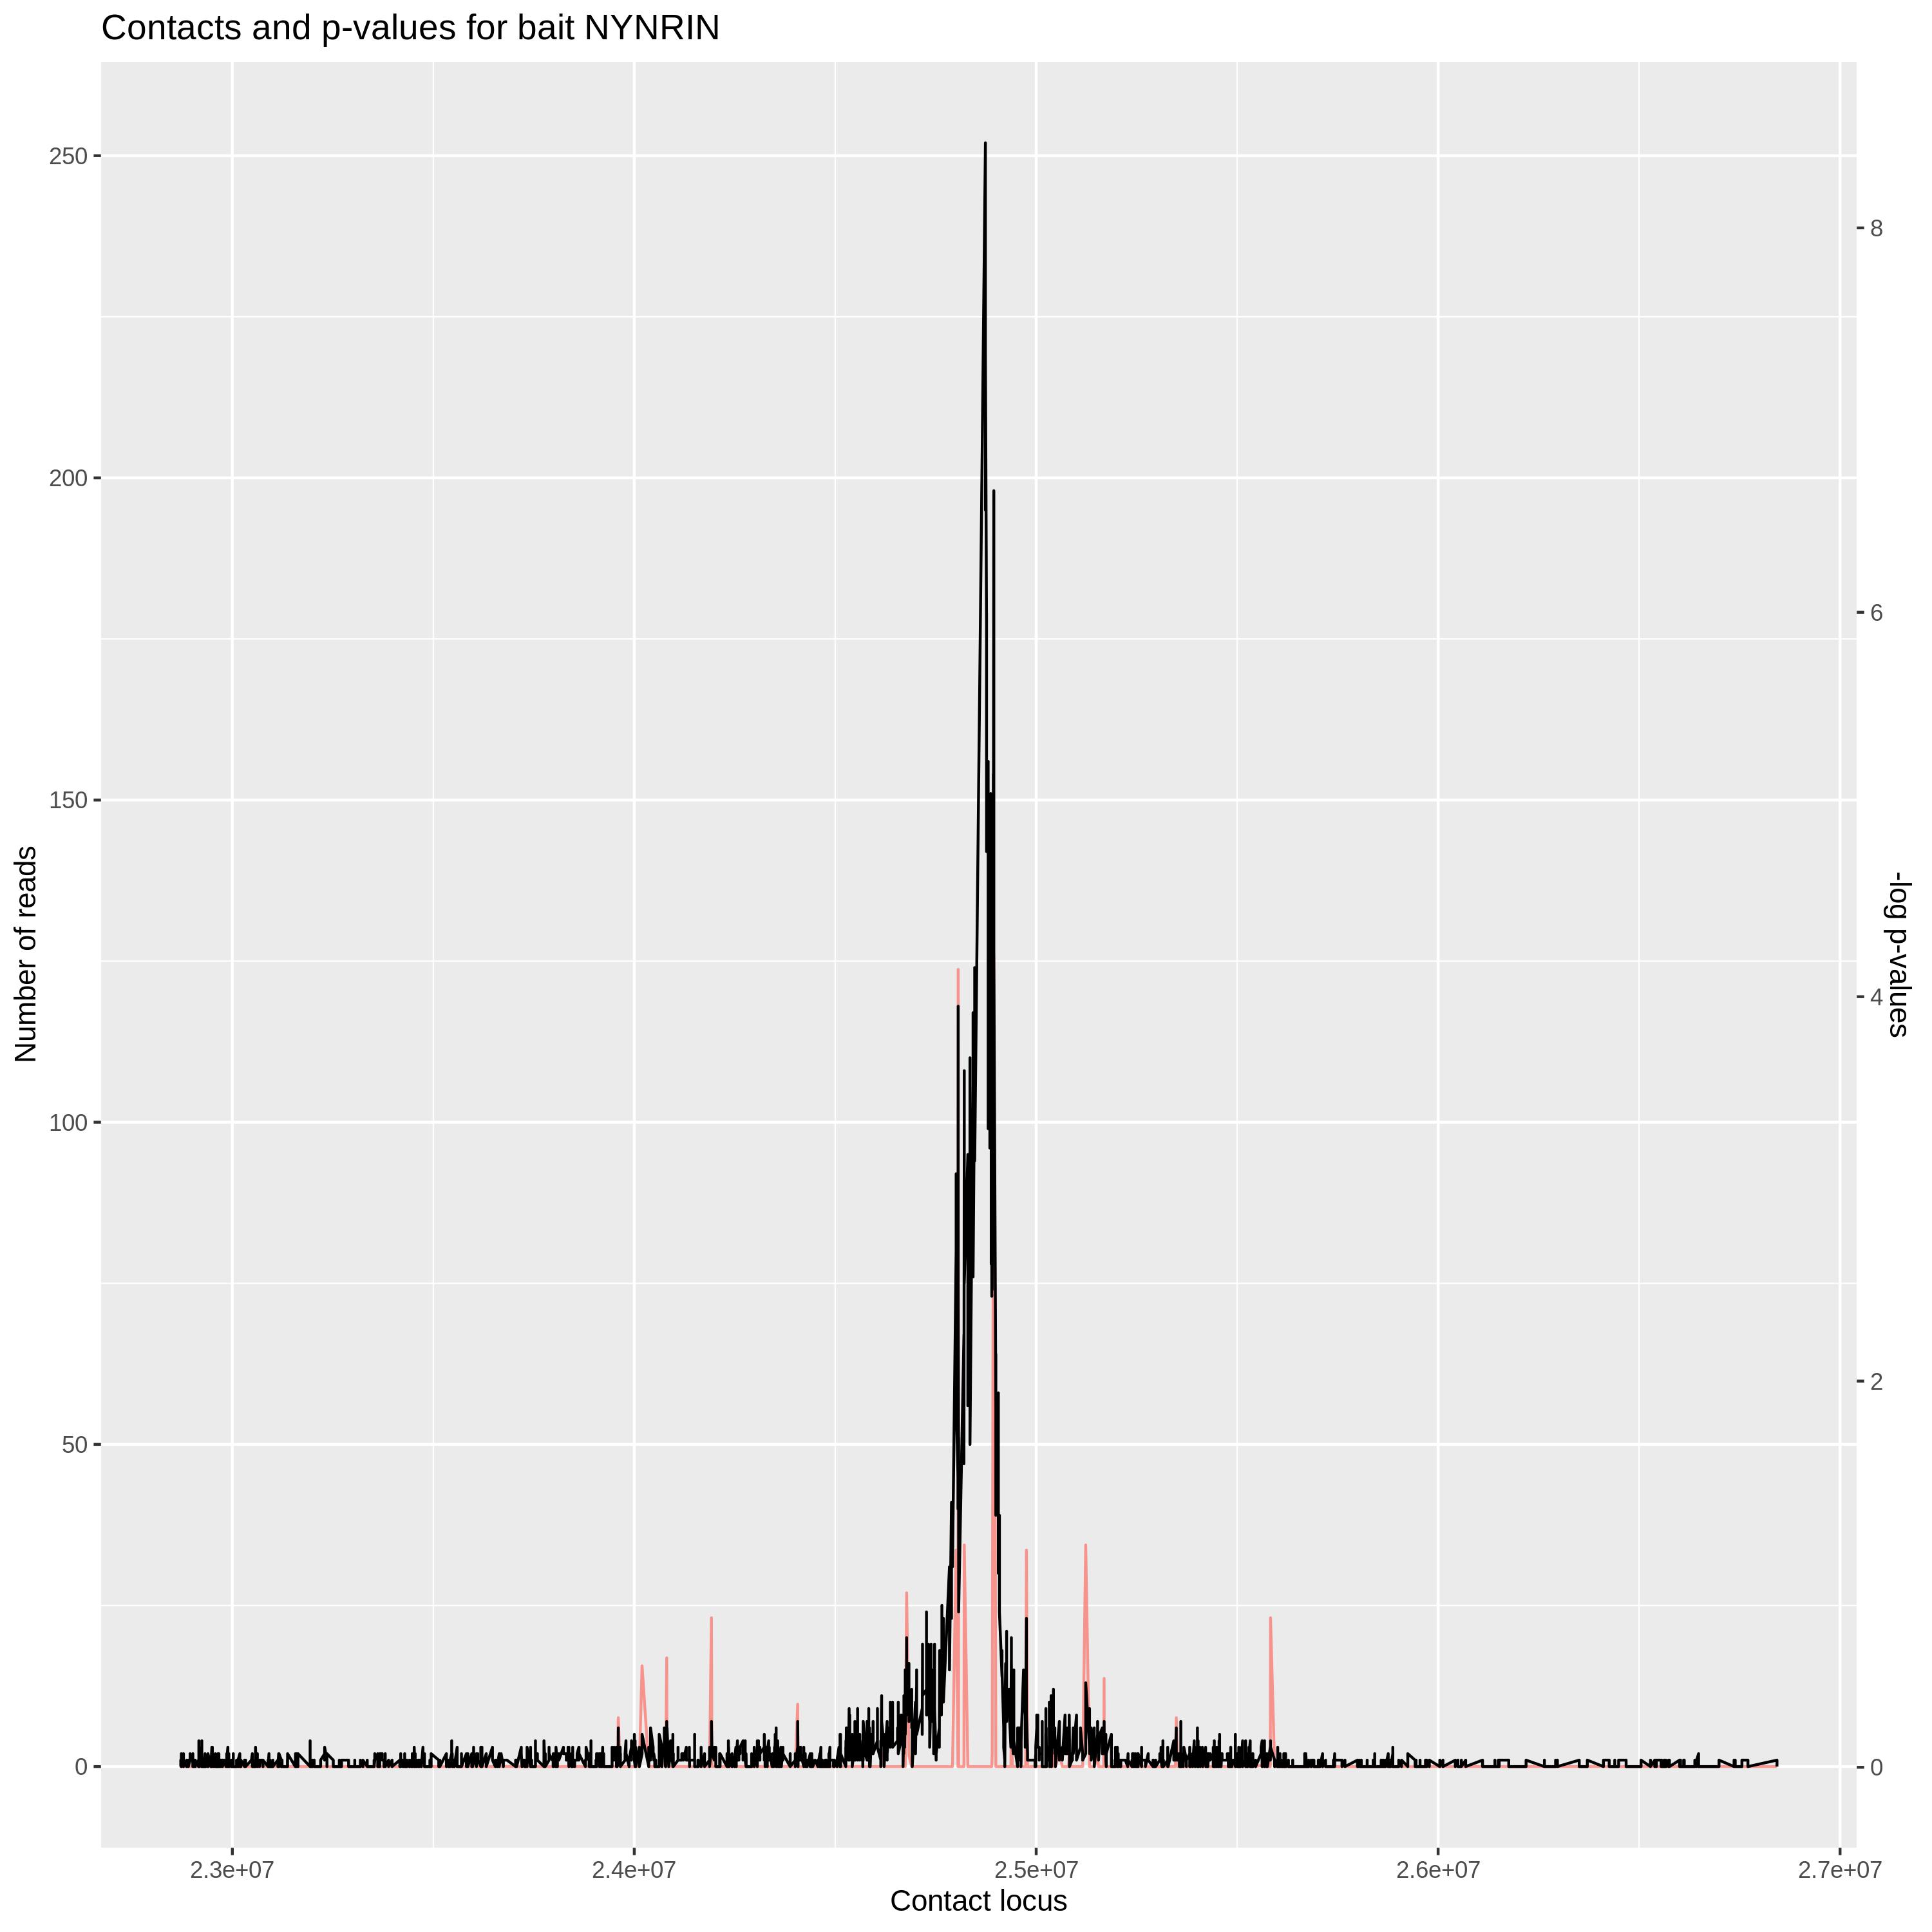 Contacts and p-values for bait NYNRIN
250
200
150
100
50
0
Number of reads
8
6
4
2
0
-log p-values
2.3e+07
2.4e+07
2.5e+07
2.6e+07
2.7e+07
Contact locus